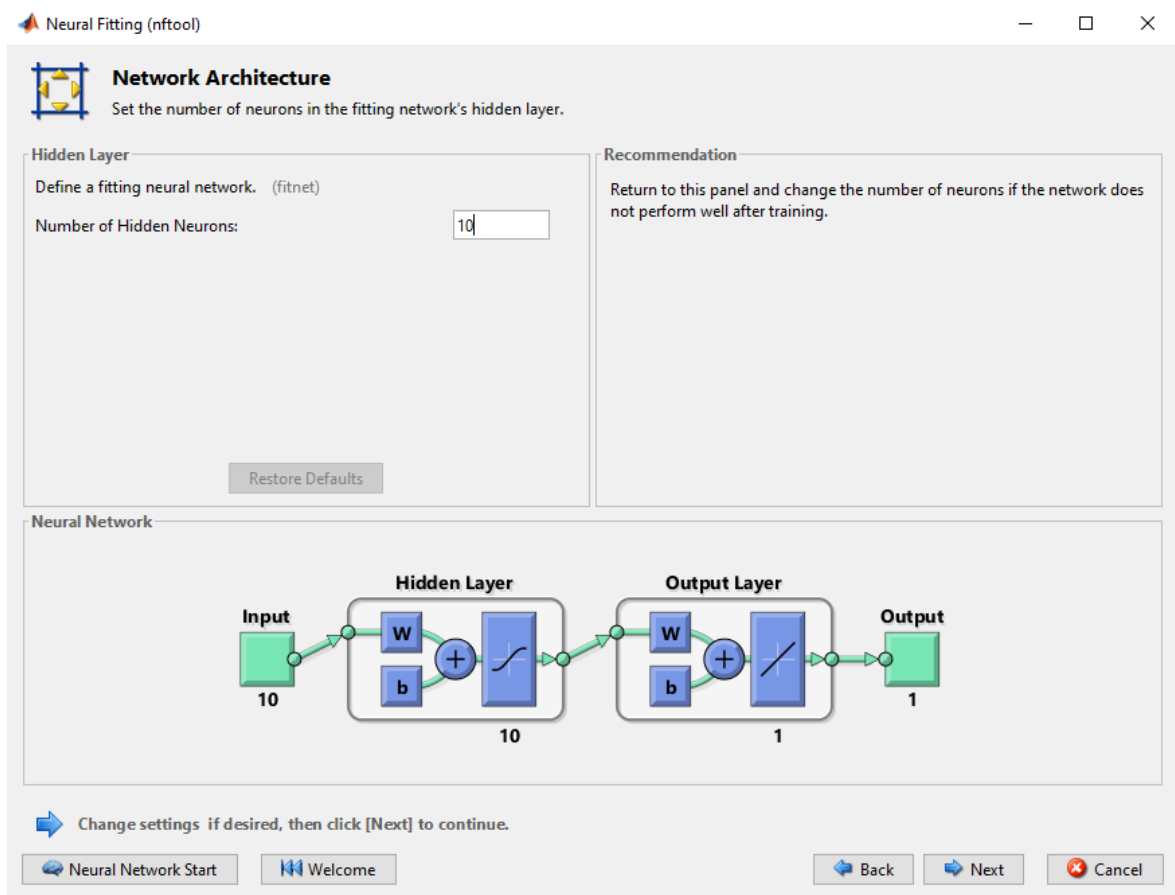 Neural Fitting (nftool)
Network Architecture
Set the number of neurons in the fitting network's hidden layer.
Hidden Layer
Define a fitting neural network. (fitnet)
Number of Hidden Neurons: 10
Restore Defaults
Recommendation
Return to this panel and change the number of neurons if the network does
not perform well after training.
Neural Network
Hidden Layer Output Layer
Input Output
W W
b b
10 1
10 1
Change settings if desired, then click [Next] to continue.
Neural Network Start Welcome Back Next Cancel